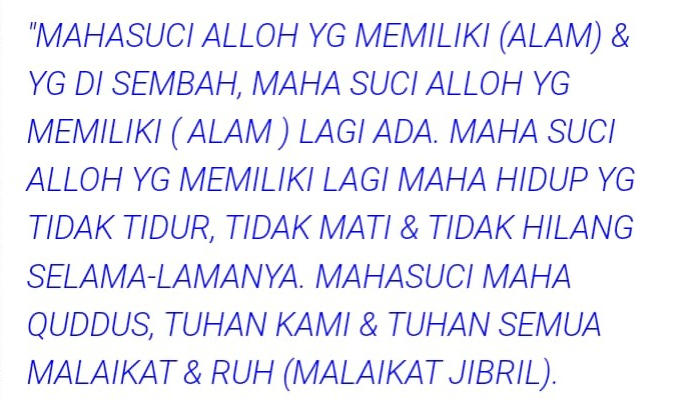 "MAHASUCI ALLOH YG MEMILIKI (ALAM) &
YG DI SEMBAH, MAHA SUCI ALLOH YG
MEMILIKI ( ALAM ) LAGI ADA. MAHA SUCI
ALLOH YG MEMILIKI LAGI MAHA HIDUP YG
TIDAK TIDUR, TIDAK MATI & TIDAK HILANG
SELAMA-LAMANYA. MAHASUCI MAHA
QUDDUS, TUHAN KAMI & TUHAN SEMUA
MALAIKAT & RUH (MALAIKAT JIBRIL).